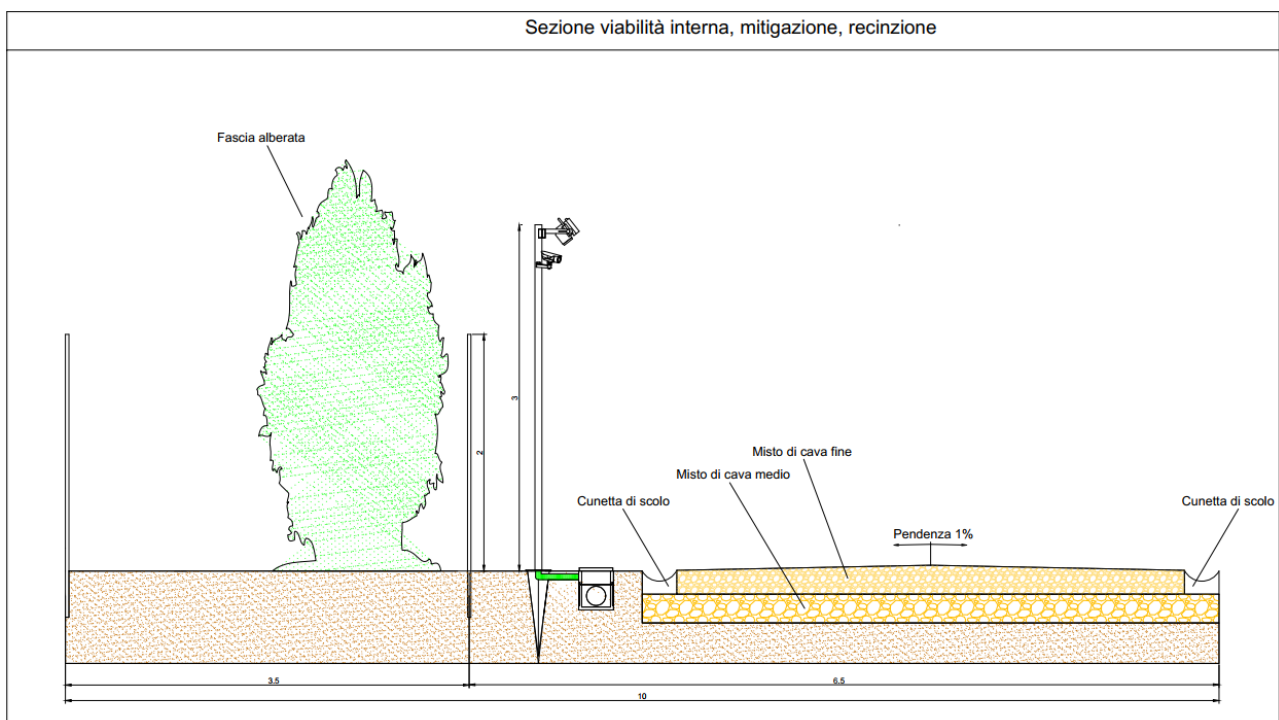 Sezione viabilità interna, mitigazione, recinzione
Fascia alberata
3
2
Misto di cava fine
Misto di cava medio
Cunetta di scolo
Cunetta di scolo
Pendenza 1%
3.5
6.5
10